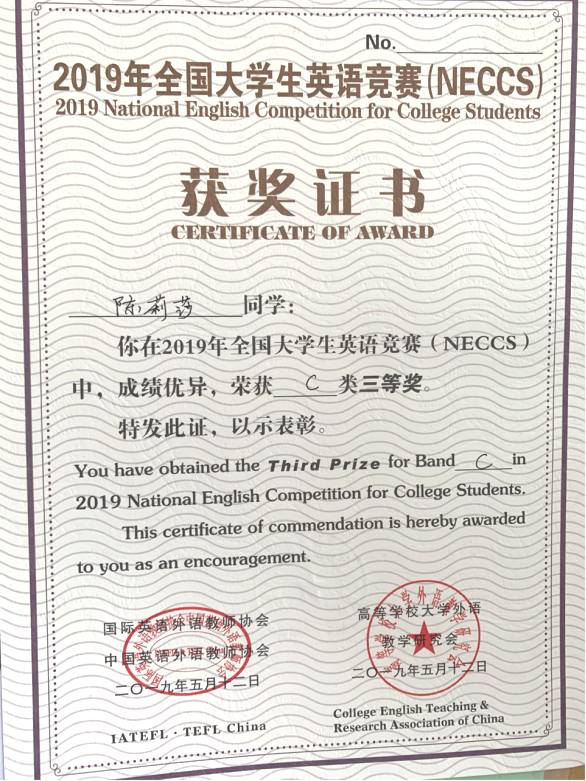 No.
2019年全国大学生英语竞赛(NECCS)
2019 National English Competition for College Students
获奖证书
CERTIFICATE OF AWARD
陈莉莎同学：
你在2019年全国大学生英语竞赛（NECCS）
中，成绩优异，荣获C类三等奖。
特发此证，以示表彰。
You have obtained the Third Prize for Band C in
2019 National English Competition for College Students.
This certificate of commendation is hereby awarded
to you as an encouragement.
国际英语外语教师协会
中国英语外语教师协会
二〇一九年五月十二日
IATEFL · TEFL China
高等学校大学外语
教学研究会
二〇一九年五月十二日
College English Teaching &
Research Association of China